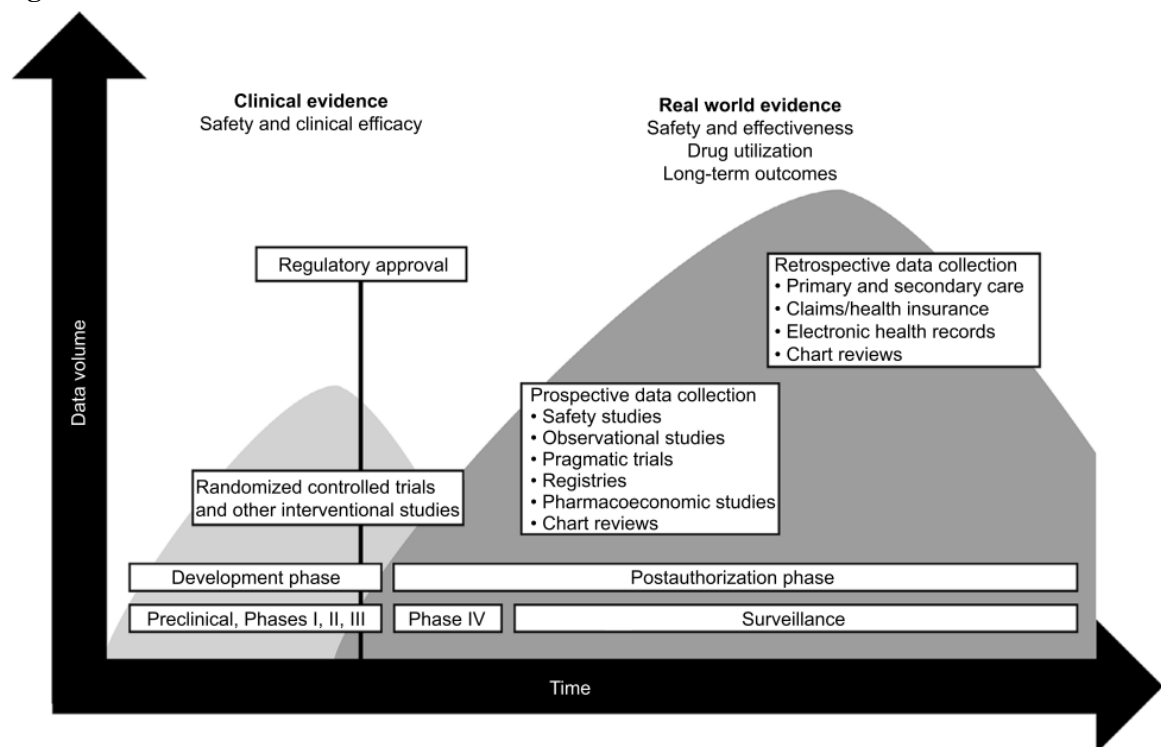 Clinical evidence
Safety and clinical efficacy
Real world evidence
Safety and effectiveness
Drug utilization
Long-term outcomes
Regulatory approval
Retrospective data collection
• Primary and secondary care
• Claims/health insurance
• Electronic health records
• Chart reviews
Data volume
Prospective data collection
• Safety studies
• Observational studies
• Pragmatic trials
• Registries
• Pharmacoeconomic studies
• Chart reviews
Randomized controlled trials
and other interventional studies
Development phase
Postauthorization phase
Preclinical, Phases I, II, III
Phase IV
Surveillance
Time